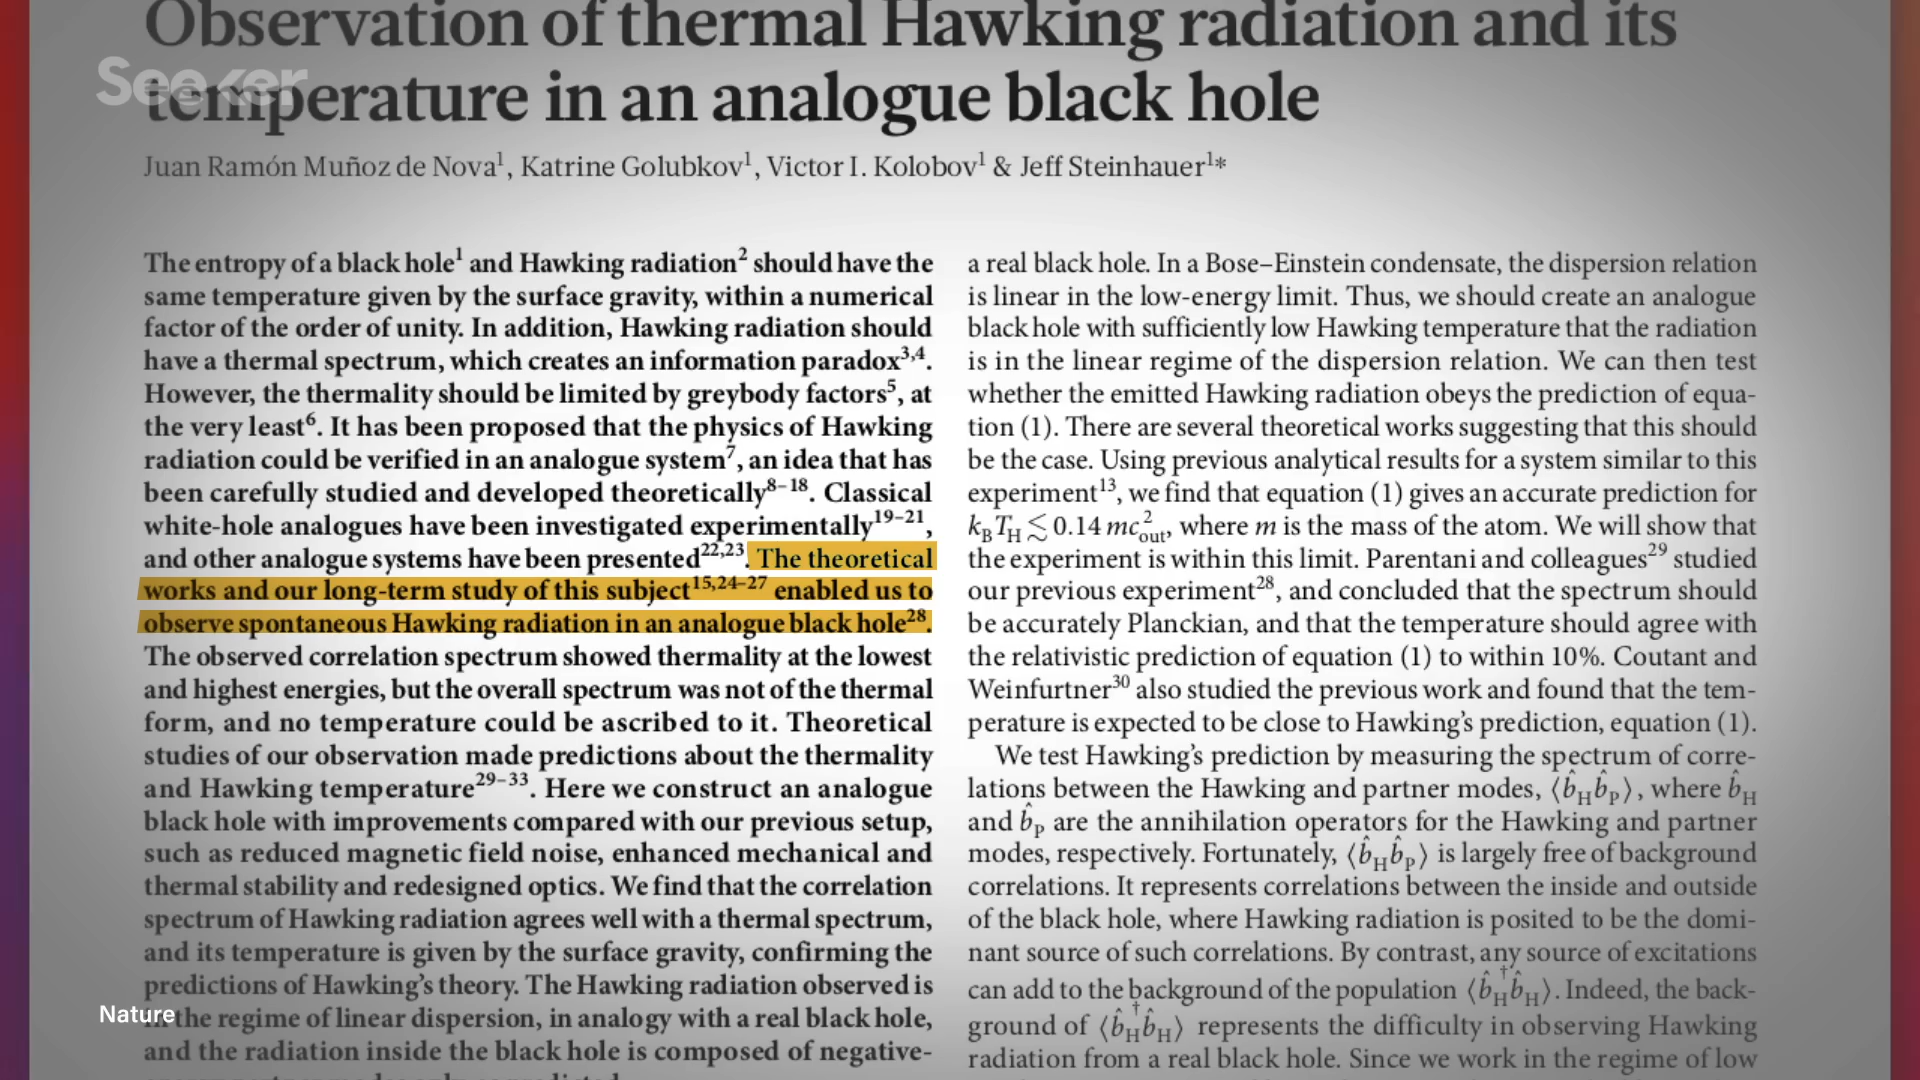 Observation of thermal Hawking radiation and its
Seeker
temperature in an analogue black hole
Juan Ramón Muñoz de Nova¹, Katrine Golubkov¹, Victor I. Kolobov¹ & Jeff Steinhauer¹*
The entropy of a black hole¹ and Hawking radiation² should have the
same temperature given by the surface gravity, within a numerical
factor of the order of unity. In addition, Hawking radiation should
have a thermal spectrum, which creates an information paradox³,⁴.
However, the thermality should be limited by greybody factors⁵, at
the very least⁶. It has been proposed that the physics of Hawking
radiation could be verified in an analogue system⁷, an idea that has
been carefully studied and developed theoretically⁸⁻¹⁸. Classical
white-hole analogues have been investigated experimentally¹⁹⁻²¹,
and other analogue systems have been presented²²,²³. The theoretical
works and our long-term study of this subject¹⁵,²⁴⁻²⁷ enabled us to
observe spontaneous Hawking radiation in an analogue black hole²⁸.
The observed correlation spectrum showed thermality at the lowest
and highest energies, but the overall spectrum was not of the thermal
form, and no temperature could be ascribed to it. Theoretical
studies of our observation made predictions about the thermality
and Hawking temperature²⁹⁻³³. Here we construct an analogue
black hole with improvements compared with our previous setup,
such as reduced magnetic field noise, enhanced mechanical and
thermal stability and redesigned optics. We find that the correlation
spectrum of Hawking radiation agrees well with a thermal spectrum,
and its temperature is given by the surface gravity, confirming the
predictions of Hawking's theory. The Hawking radiation observed is
the regime of linear dispersion, in analogy with a real black hole,
and the radiation inside the black hole is composed of negative-
a real black hole. In a Bose–Einstein condensate, the dispersion relation
is linear in the low-energy limit. Thus, we should create an analogue
black hole with sufficiently low Hawking temperature that the radiation
is in the linear regime of the dispersion relation. We can then test
whether the emitted Hawking radiation obeys the prediction of equa-
tion (1). There are several theoretical works suggesting that this should
be the case. Using previous analytical results for a system similar to this
experiment¹³, we find that equation (1) gives an accurate prediction for
k_B T_H ≲ 0.14 mc²_out, where m is the mass of the atom. We will show that
the experiment is within this limit. Parentani and colleagues²⁹ studied
our previous experiment²⁸, and concluded that the spectrum should
be accurately Planckian, and that the temperature should agree with
the relativistic prediction of equation (1) to within 10%. Coutant and
Weinfurtner³⁰ also studied the previous work and found that the tem-
perature is expected to be close to Hawking's prediction, equation (1).
We test Hawking's prediction by measuring the spectrum of corre-
lations between the Hawking and partner modes, ⟨b̂_H b̂_P⟩, where b̂_H
and b̂_P are the annihilation operators for the Hawking and partner
modes, respectively. Fortunately, ⟨b̂_H b̂_P⟩ is largely free of background
correlations. It represents correlations between the inside and outside
of the black hole, where Hawking radiation is posited to be the domi-
nant source of such correlations. By contrast, any source of excitations
can add to the background of the population ⟨b̂†_H b̂_H⟩. Indeed, the back-
ground of ⟨b̂†_H b̂_H⟩ represents the difficulty in observing Hawking
radiation from a real black hole. Since we work in the regime of low
Nature